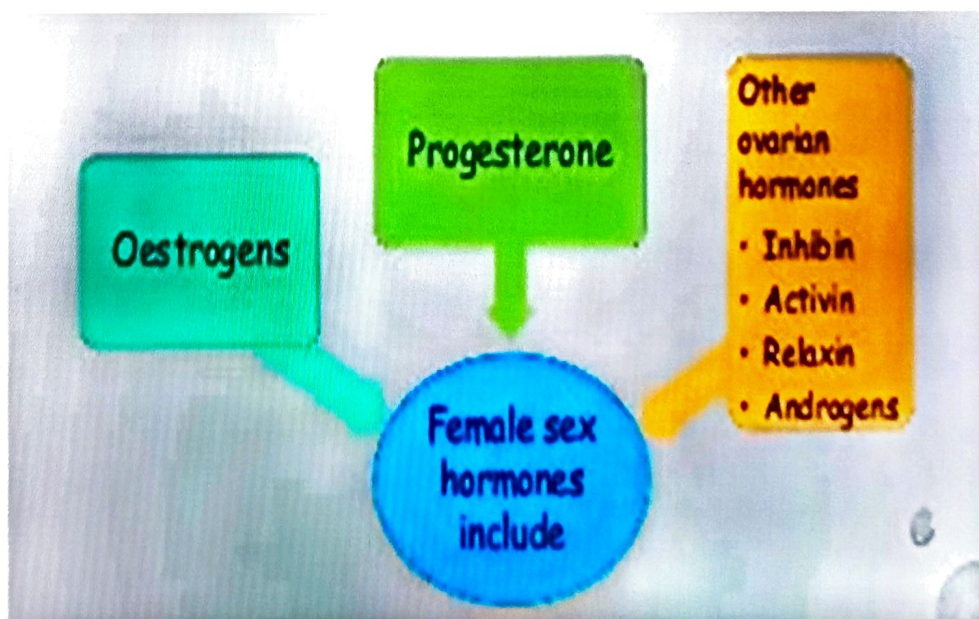 Oestrogens
Progesterone
Other
ovarian
hormones
• Inhibin
• Activin
• Relaxin
• Androgens
Female sex
hormones
include